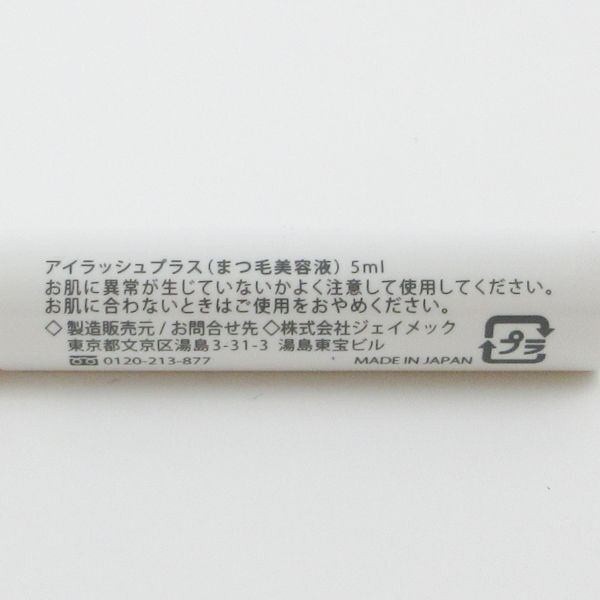 アイラッシュプラス（まつ毛美容液）5ml
お肌に異常が生じていないかよく注意して使用してください。
お肌に合わないときはご使用をおやめください。
◇製造販売元/お問合せ先◇株式会社ジェイメック
東京都文京区湯島3-31-3 湯島東宝ビル
0120-213-877 MADE IN JAPAN
プラ